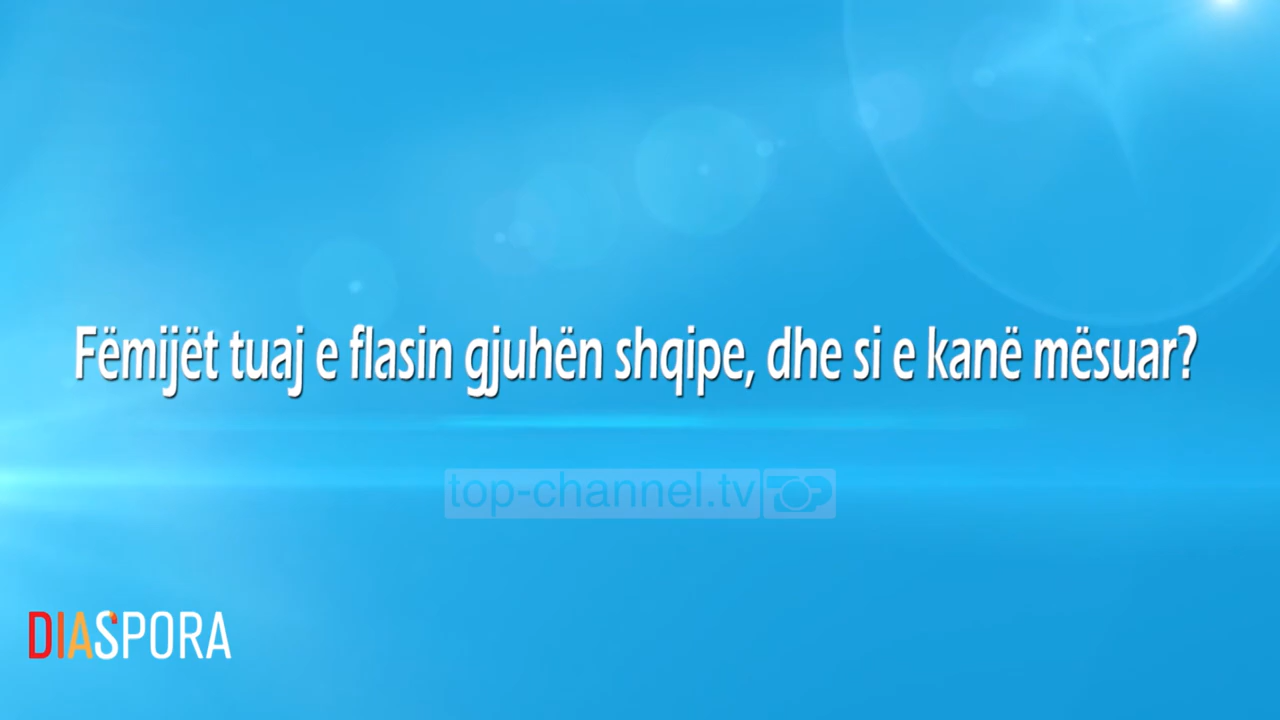 Fëmijët tuaj e flasin gjuhën shqipe, dhe si e kanë mësuar?
top-channel.tv
DIASPORA